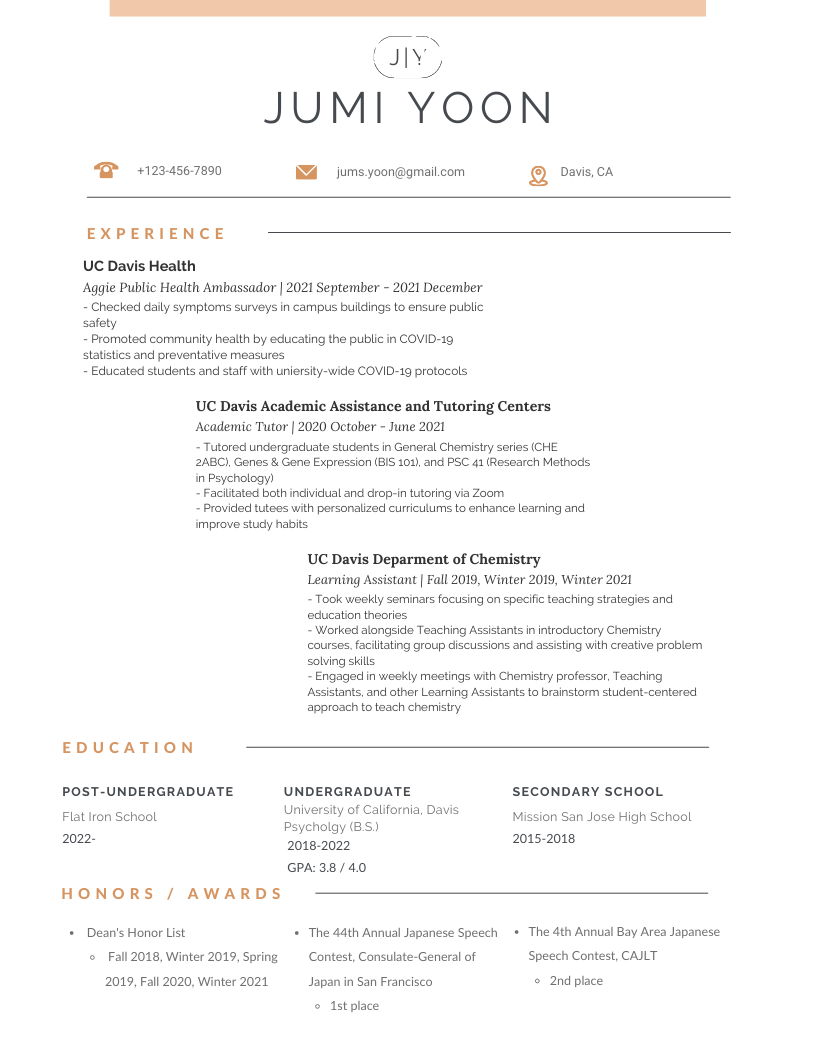 J|Y
JUMI YOON
+123-456-7890
jums.yoon@gmail.com
Davis, CA
EXPERIENCE
UC Davis Health
Aggie Public Health Ambassador | 2021 September - 2021 December
- Checked daily symptoms surveys in campus buildings to ensure public
safety
- Promoted community health by educating the public in COVID-19
statistics and preventative measures
- Educated students and staff with uniersity-wide COVID-19 protocols
UC Davis Academic Assistance and Tutoring Centers
Academic Tutor | 2020 October - June 2021
- Tutored undergraduate students in General Chemistry series (CHE
2ABC), Genes & Gene Expression (BIS 101), and PSC 41 (Research Methods
in Psychology)
- Facilitated both individual and drop-in tutoring via Zoom
- Provided tutees with personalized curriculums to enhance learning and
improve study habits
UC Davis Deparment of Chemistry
Learning Assistant | Fall 2019, Winter 2019, Winter 2021
- Took weekly seminars focusing on specific teaching strategies and
education theories
- Worked alongside Teaching Assistants in introductory Chemistry
courses, facilitating group discussions and assisting with creative problem
solving skills
- Engaged in weekly meetings with Chemistry professor, Teaching
Assistants, and other Learning Assistants to brainstorm student-centered
approach to teach chemistry
EDUCATION
POST-UNDERGRADUATE
Flat Iron School
2022-
UNDERGRADUATE
University of California, Davis
Psycholgy (B.S.)
2018-2022
GPA: 3.8 / 4.0
SECONDARY SCHOOL
Mission San Jose High School
2015-2018
HONORS / AWARDS
• Dean's Honor List
◦ Fall 2018, Winter 2019, Spring
2019, Fall 2020, Winter 2021
• The 44th Annual Japanese Speech
Contest, Consulate-General of
Japan in San Francisco
◦ 1st place
• The 4th Annual Bay Area Japanese
Speech Contest, CAJLT
◦ 2nd place